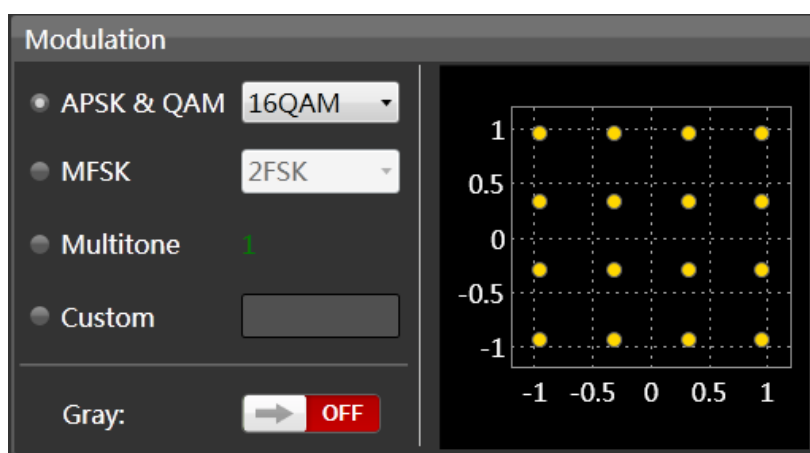 Modulation
APSK & QAM 16QAM
MFSK 2FSK
Multitone 1
Custom
Gray: OFF
1
0.5
0
-0.5
-1
-1 -0.5 0 0.5 1